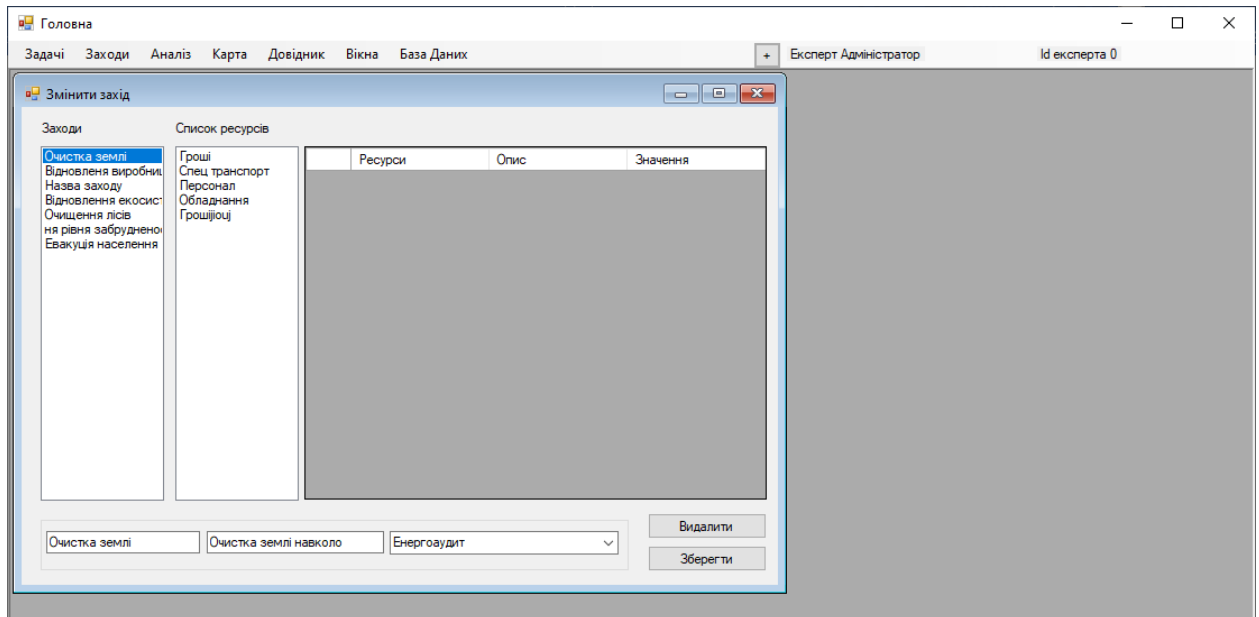 Головна
Задачі Заходи Аналіз Карта Довідник Вікна База Даних + Експерт Адміністратор Id експерта 0
Змінити захід
Заходи Список ресурсів
Ресурси Опис Значення
Очистка землі
Відновленя виробниц
Назва заходу
Відновлення екосист
Очищення лісів
ня рівня забруднено
Евакуція населення
Гроші
Спец транспорт
Персонал
Обладнання
Грошійоці
Видалити
Очистка землі Очистка землі навколо Енергоаудит
Зберегти